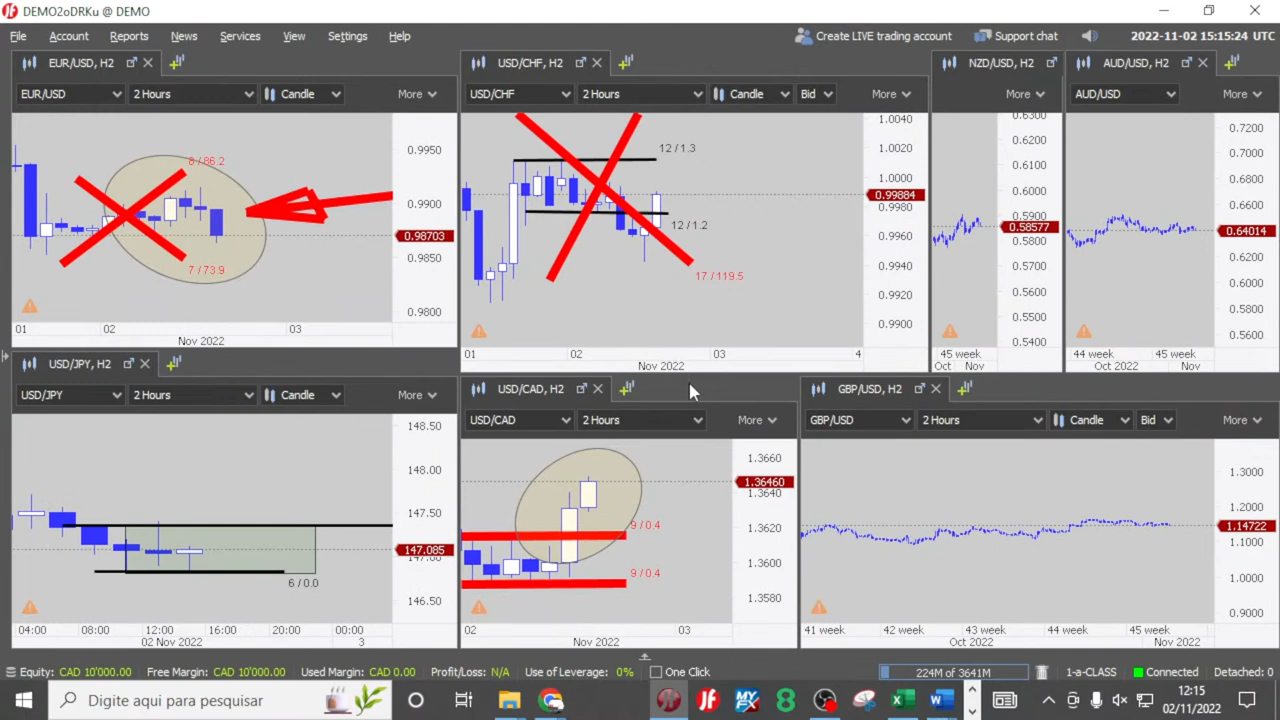 DEMO2oDRKu @ DEMO
File Account Reports News Services View Settings Help Create LIVE trading account Support chat 2022-11-02 15:15:24 UTC
EUR/USD, H2
EUR/USD 2 Hours Candle More
0.9950
0.9900
0.98703
0.9850
0.9800
8 / 86.2
7 / 73.9
01 02 03
Nov 2022
USD/CHF, H2
USD/CHF 2 Hours Candle Bid More
1.0040
1.0020
1.0000
0.99884
0.9980
0.9960
0.9940
0.9920
0.9900
12 / 1.3
12 / 1.2
17 / 119.5
01 02 03 4
Nov 2022
NZD/USD, H2
More
0.6300
0.6200
0.6100
0.6000
0.5900
0.58577
0.5800
0.5700
0.5600
0.5500
0.5400
45 week
Oct Nov
AUD/USD, H2
AUD/USD More
0.7200
0.7000
0.6800
0.6600
0.64014
0.6200
0.6000
0.5800
0.5600
44 week 45 week
Oct 2022 Nov
USD/JPY, H2
USD/JPY 2 Hours Candle More
148.50
148.00
147.50
147.085
146.50
6 / 0.0
04:00 08:00 12:00 16:00 20:00 00:00
02 Nov 2022 3
USD/CAD, H2
USD/CAD 2 Hours More
1.3660
1.36460
1.3640
1.3620
1.3600
1.3580
9 / 0.4
9 / 0.4
02 03
Nov 2022
GBP/USD, H2
GBP/USD 2 Hours Candle Bid More
1.3000
1.2000
1.14722
1.1000
1.0000
0.9000
41 week 42 week 43 week 44 week 45 week
Oct 2022 Nov 2022
Equity: CAD 10'000.00 Free Margin: CAD 10'000.00 Used Margin: CAD 0.00 Profit/Loss: N/A Use of Leverage: 0% One Click 224M of 3641M 1-a-CLASS Connected Detached: 0
Digite aqui para pesquisar
12:15
02/11/2022